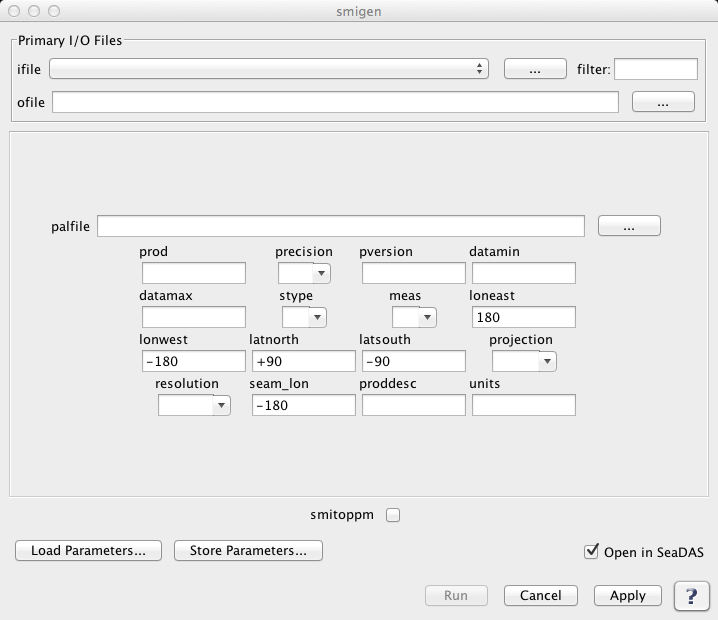 smigen
Primary I/O Files
ifile ... filter:
ofile ...
palfile ...
prod precision pversion datamin
datamax stype meas loneast
180
lonwest latnorth latsouth projection
-180 +90 -90
resolution seam_lon proddesc units
-180
smitoppm
Load Parameters... Store Parameters... Open in SeaDAS
Run Cancel Apply ?